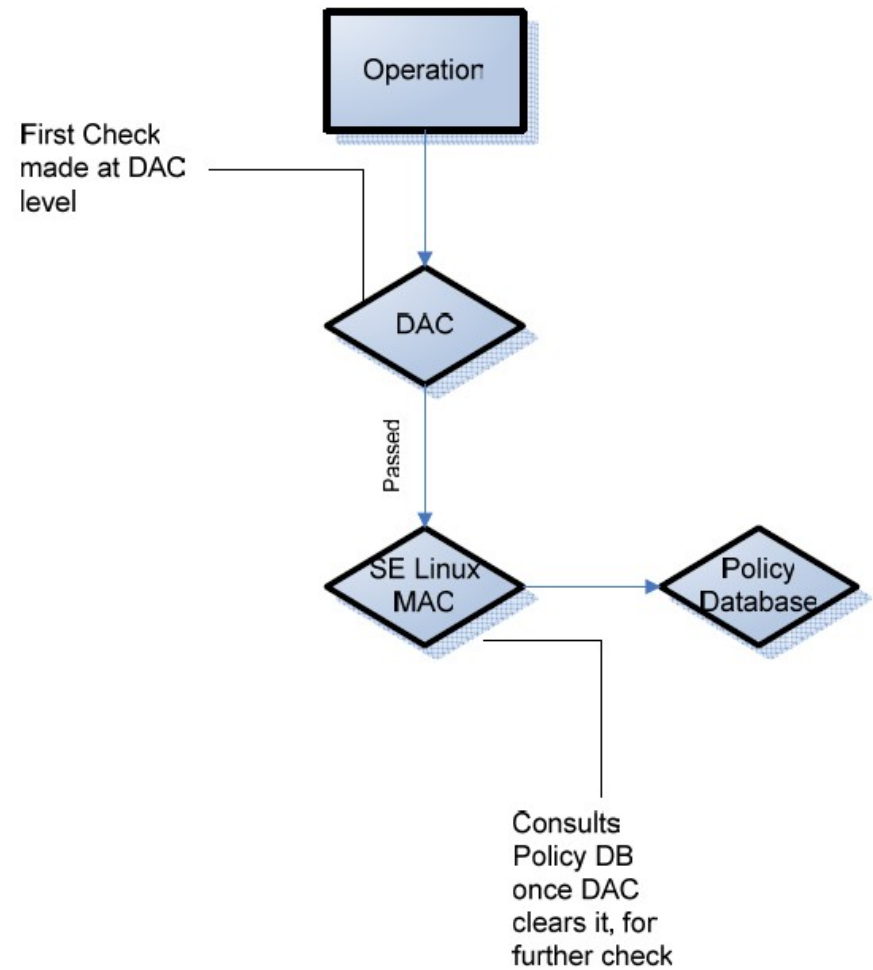 Operation
First Check
made at DAC
level
DAC
Passed
SE Linux
MAC
Policy
Database
Consults
Policy DB
once DAC
clears it, for
further check